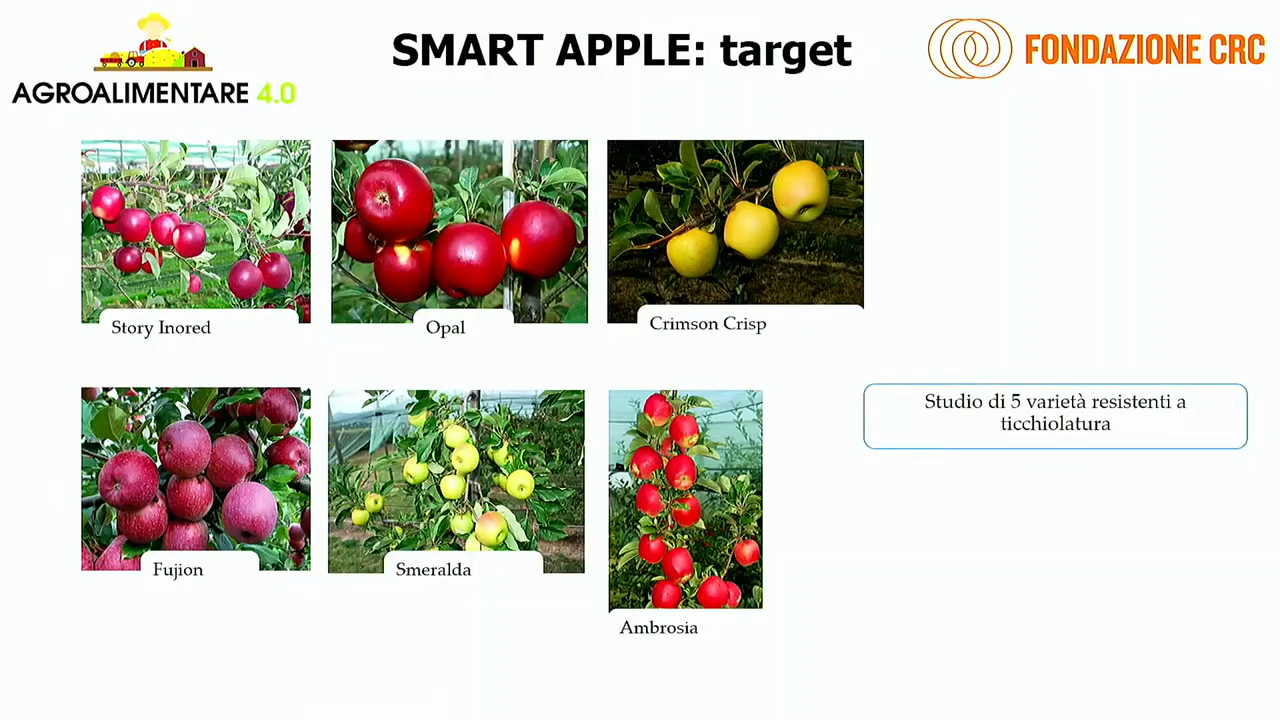 SMART APPLE: target
AGROALIMENTARE 4.0
FONDAZIONE CRC
Story Inored
Opal
Crimson Crisp
Studio di 5 varietà resistenti a
ticchiolatura
Fujion
Smeralda
Ambrosia